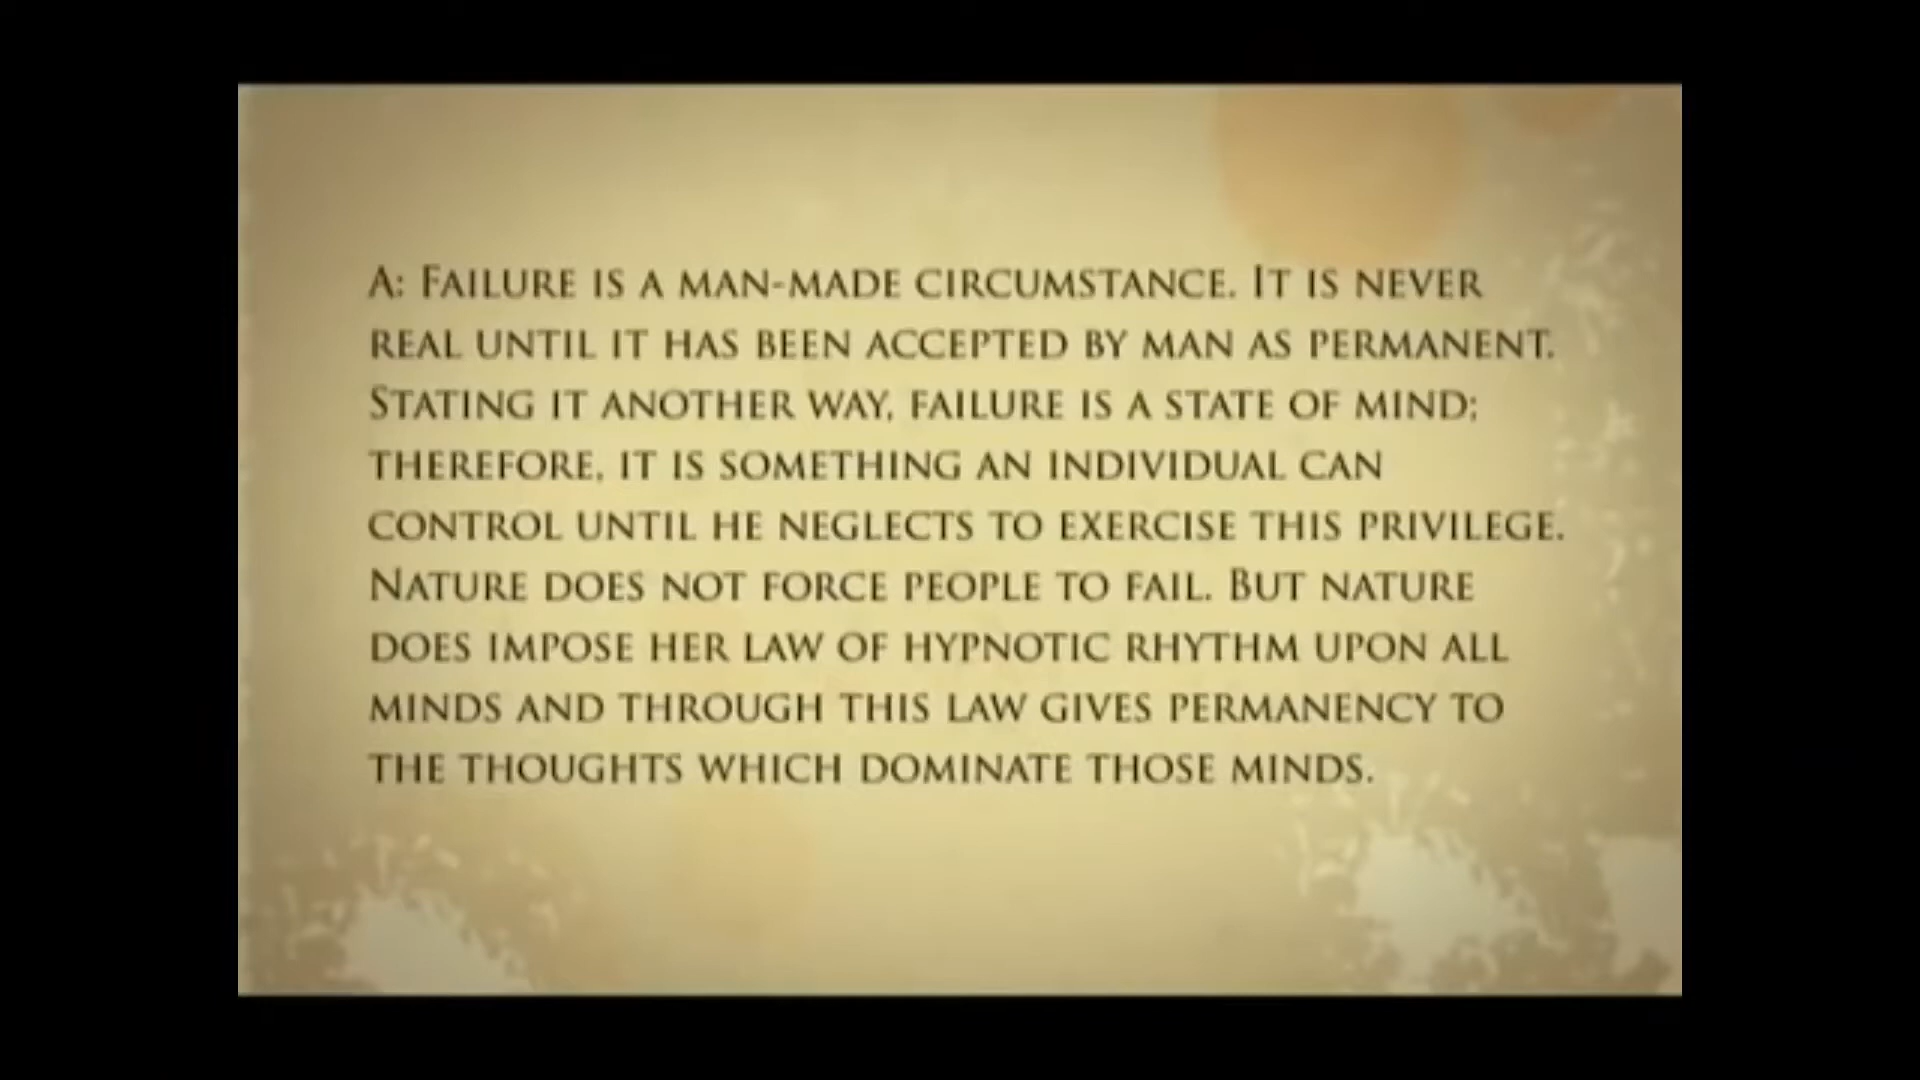 A: Failure is a man-made circumstance. It is never
real until it has been accepted by man as permanent.
Stating it another way, failure is a state of mind;
therefore, it is something an individual can
control until he neglects to exercise this privilege.
Nature does not force people to fail. But nature
does impose her law of hypnotic rhythm upon all
minds and through this law gives permanency to
the thoughts which dominate those minds.